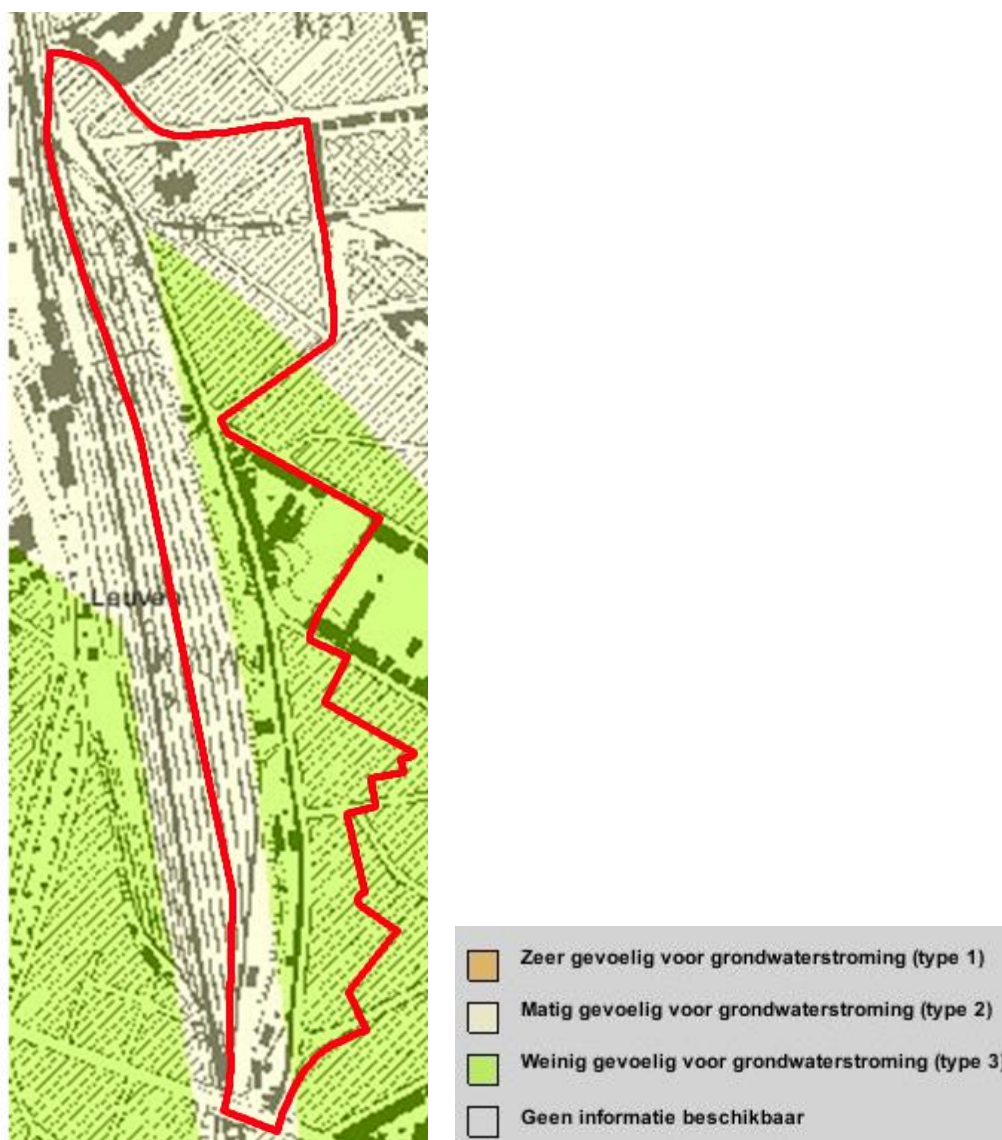 Leuven
Zeer gevoelig voor grondwaterstroming (type 1)
Matig gevoelig voor grondwaterstroming (type 2)
Weinig gevoelig voor grondwaterstroming (type 3
Geen informatie beschikbaar